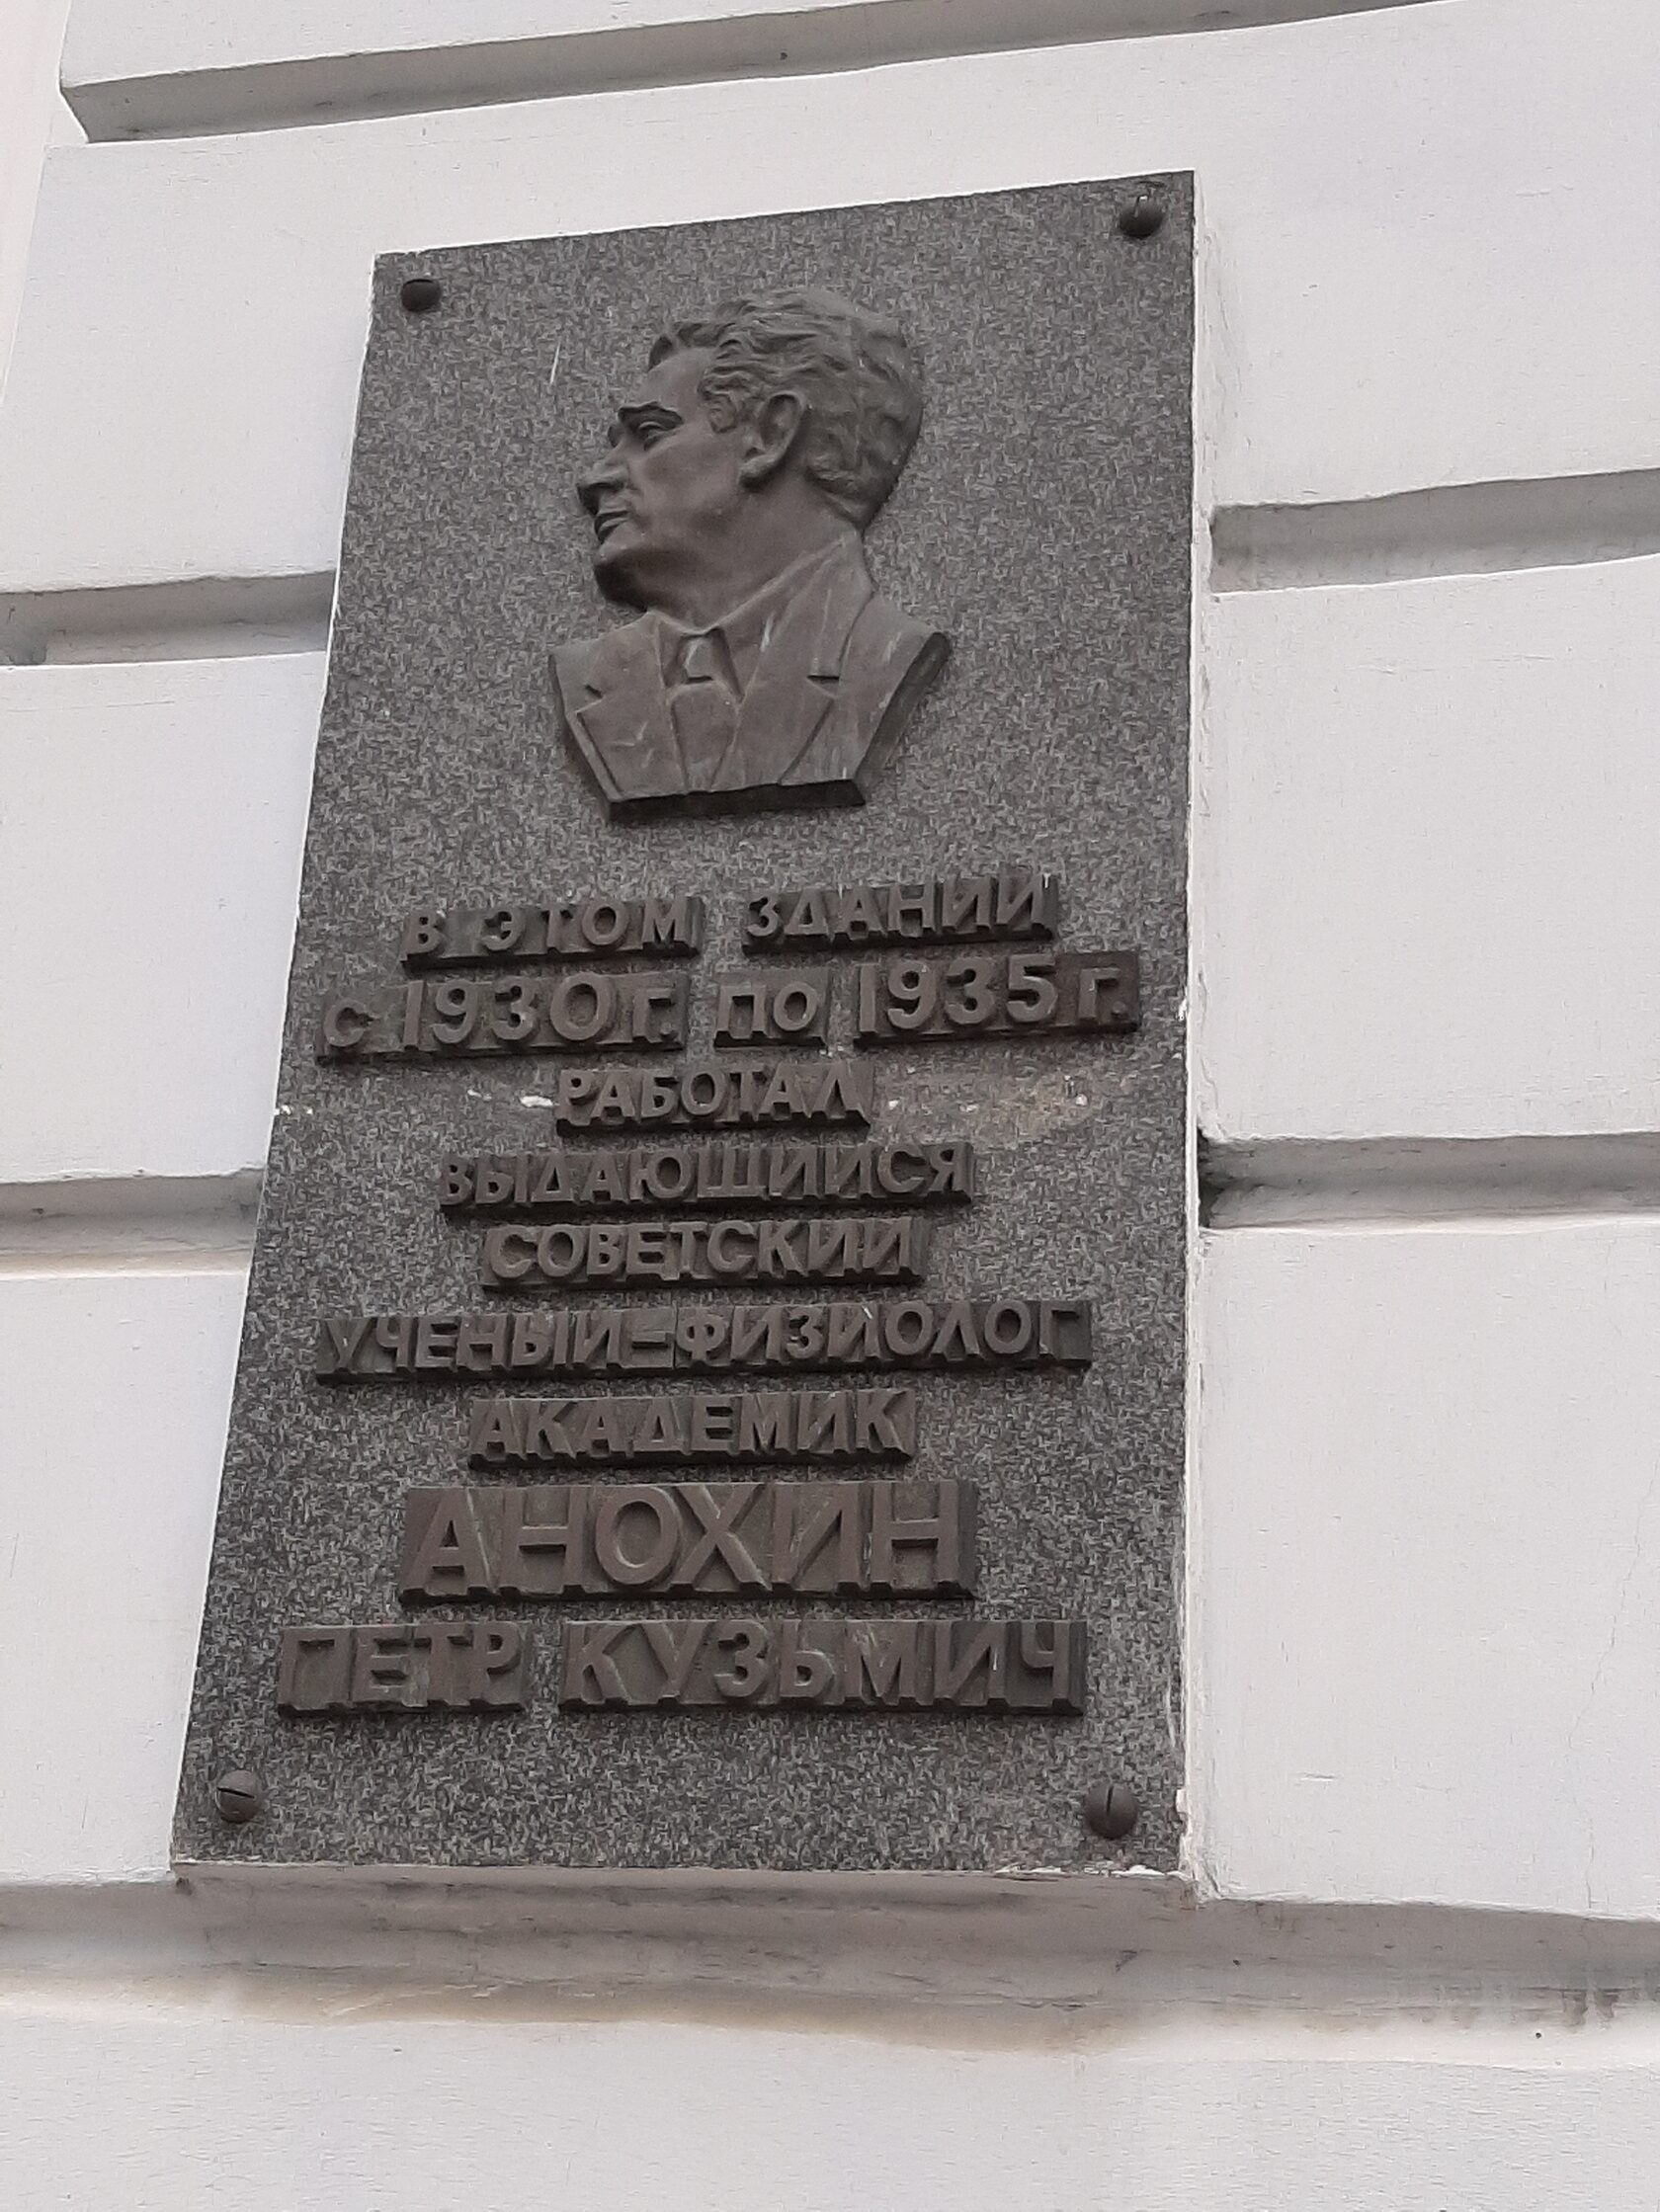 В ЭТОМ ЗДАНИИ
С 1930 г. ПО 1935 г.
РАБОТАЛ
ВЫДАЮЩИЙСЯ
СОВЕТСКИЙ
УЧЕНЫЙ–ФИЗИОЛОГ
АКАДЕМИК
АНОХИН
ПЕТР КУЗЬМИЧ